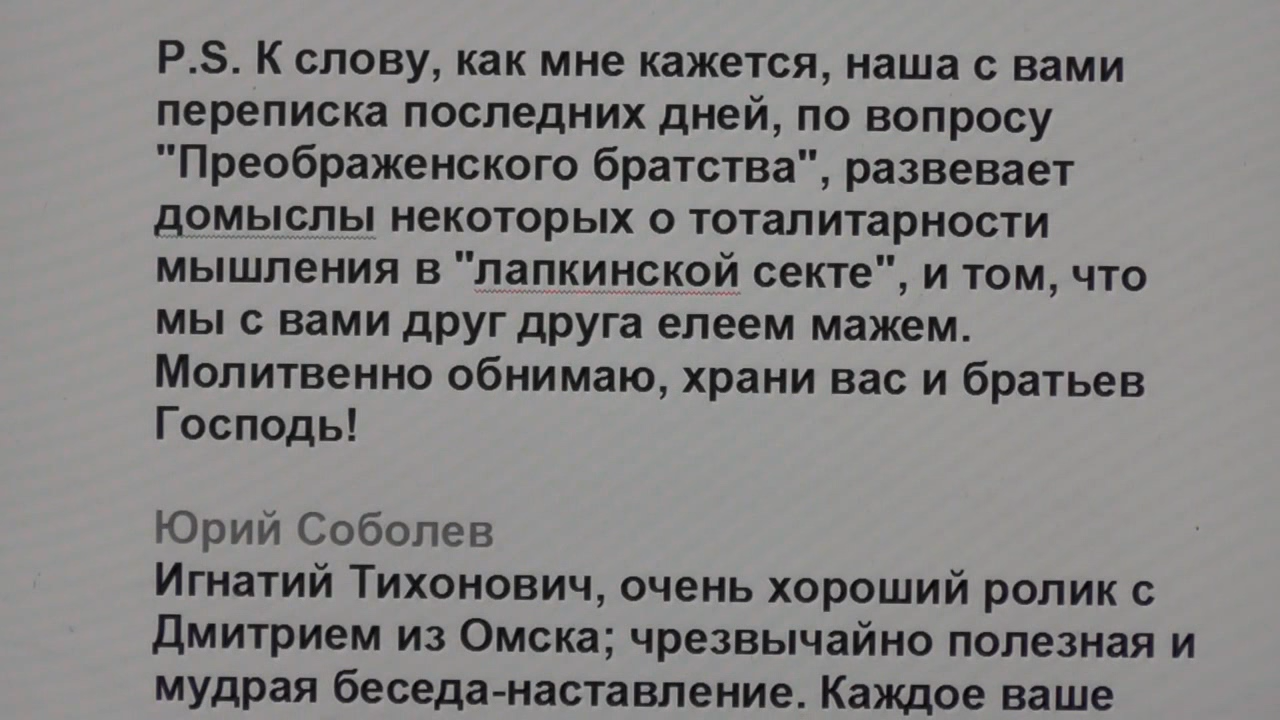 P.S. К слову, как мне кажется, наша с вами
переписка последних дней, по вопросу
"Преображенского братства", развевает
домыслы некоторых о тоталитарности
мышления в "лапкинской секте", и том, что
мы с вами друг друга елеем мажем.
Молитвенно обнимаю, храни вас и братьев
Господь!
Юрий Соболев
Игнатий Тихонович, очень хороший ролик с
Дмитрием из Омска; чрезвычайно полезная и
мудрая беседа-наставление. Каждое ваше